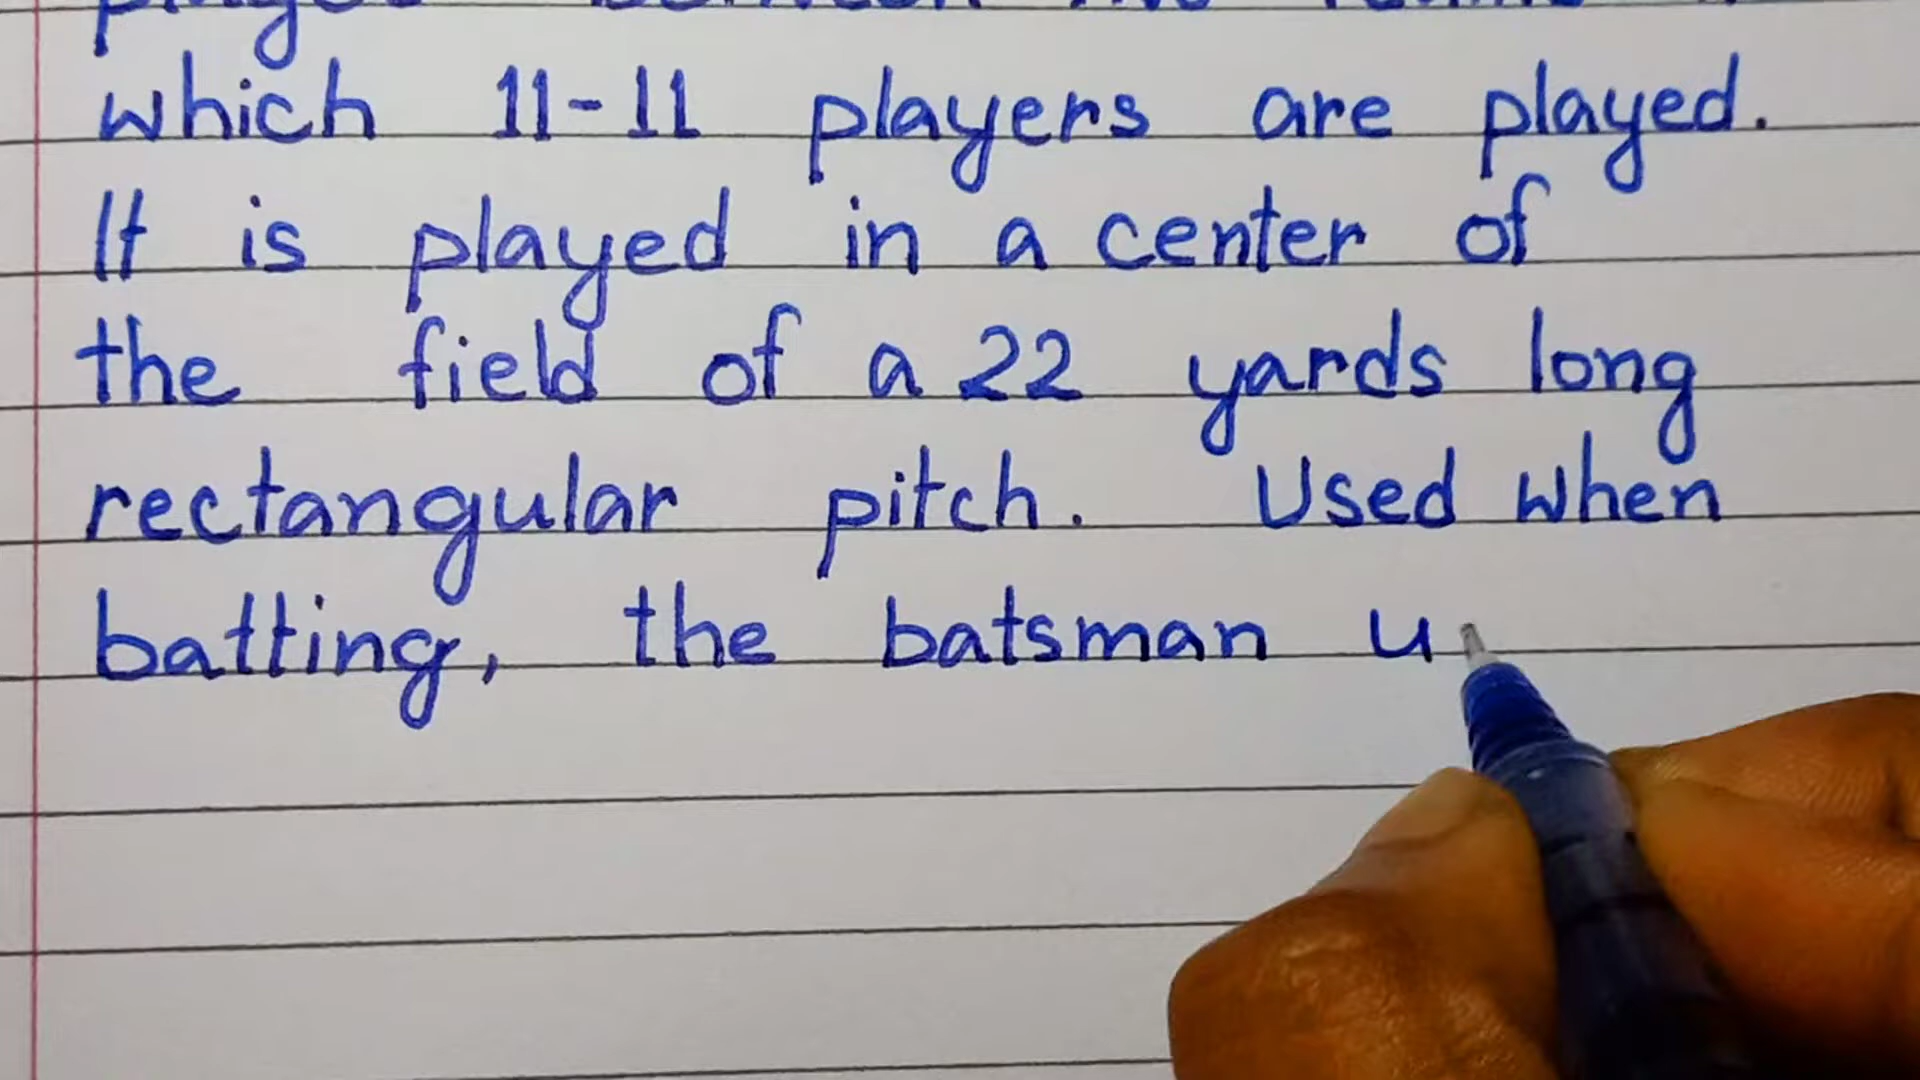 which 11-11 players are played.
It is played in a center of
the field of a 22 yards long
rectangular pitch. Used when
batting, the batsman u